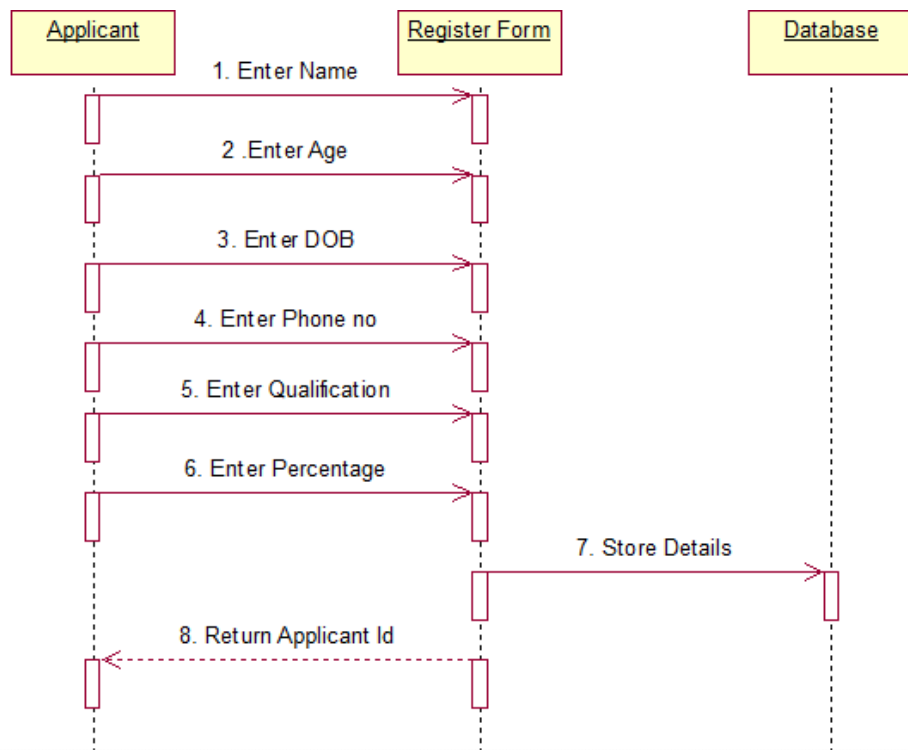 Applicant
Register Form
Database
1. Enter Name
2 .Enter Age
3. Enter DOB
4. Enter Phone no
5. Enter Qualification
6. Enter Percentage
7. Store Details
8. Return Applicant Id